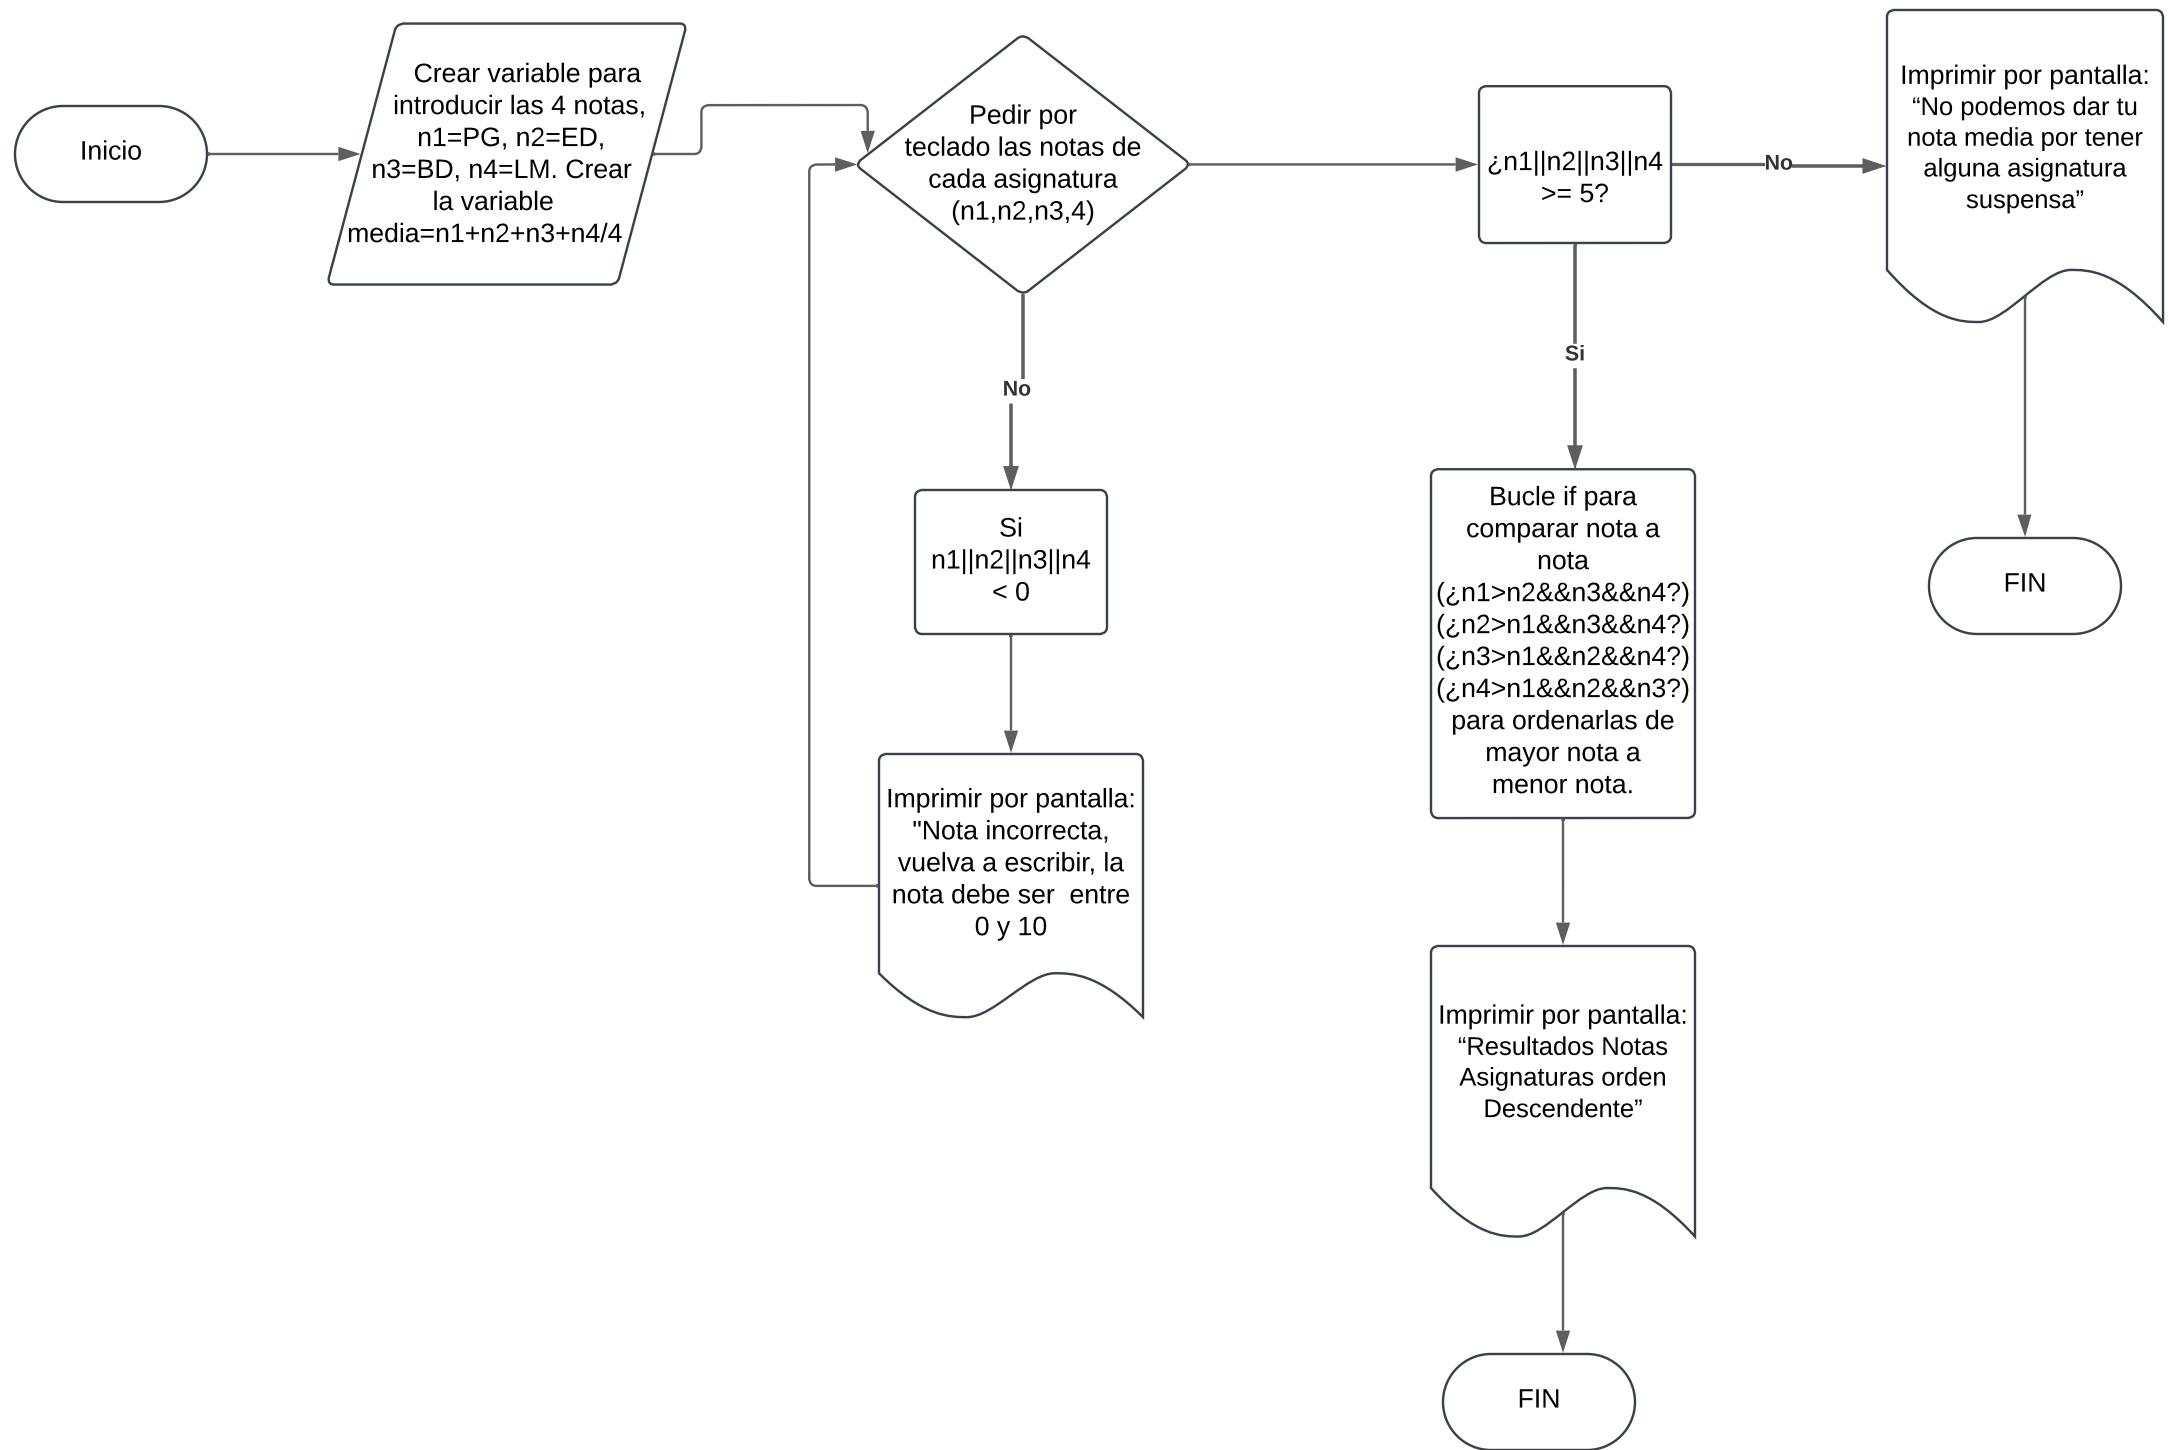 Inicio
Crear variable para
introducir las 4 notas,
n1=PG, n2=ED,
n3=BD, n4=LM. Crear
la variable
media=n1+n2+n3+n4/4
Pedir por
teclado las notas de
cada asignatura
(n1,n2,n3,4)
No
Si
n1||n2||n3||n4
< 0
Imprimir por pantalla:
"Nota incorrecta,
vuelva a escribir, la
nota debe ser  entre
0 y 10
¿n1||n2||n3||n4
>= 5?
No
Imprimir por pantalla:
“No podemos dar tu
nota media por tener
alguna asignatura
suspensa”
FIN
Si
Bucle if para
comparar nota a
nota
(¿n1>n2&&n3&&n4?)
(¿n2>n1&&n3&&n4?)
(¿n3>n1&&n2&&n4?)
(¿n4>n1&&n2&&n3?)
para ordenarlas de
mayor nota a
menor nota.
Imprimir por pantalla:
“Resultados Notas
Asignaturas orden
Descendente”
FIN